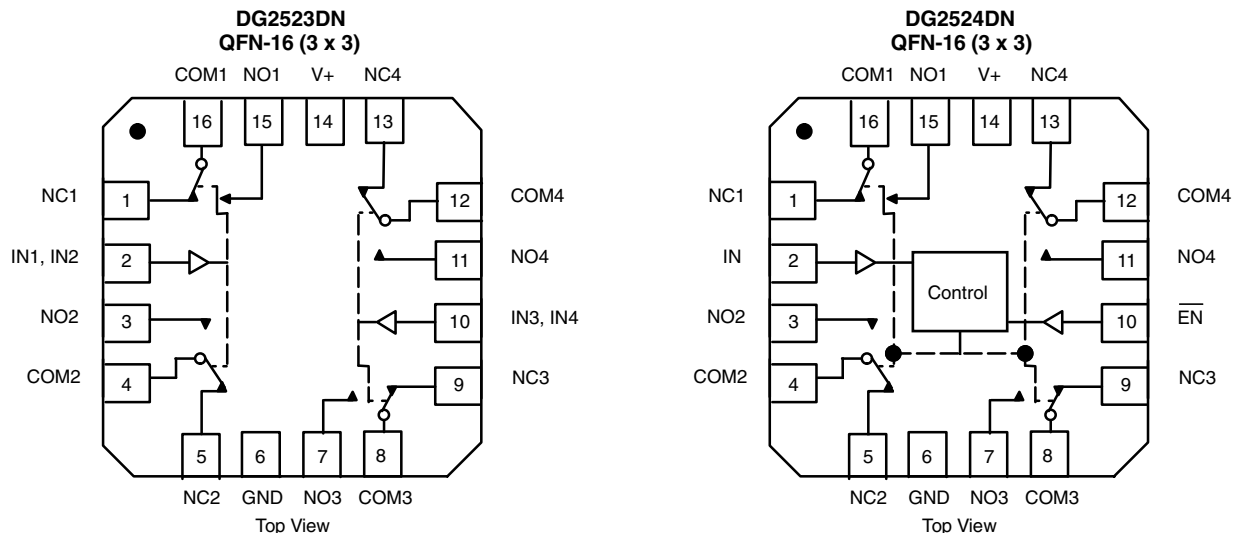 DG2523DN
QFN-16 (3 x 3)
COM1 NO1 V+ NC4
16 15 14 13
NC1 1
12 COM4
IN1, IN2 2
11 NO4
NO2 3
10 IN3, IN4
COM2 4
9 NC3
5 6 7 8
NC2 GND NO3 COM3
Top View
DG2524DN
QFN-16 (3 x 3)
COM1 NO1 V+ NC4
16 15 14 13
NC1 1
12 COM4
IN 2
11 NO4
Control
NO2 3
10 E̅N̅
COM2 4
9 NC3
5 6 7 8
NC2 GND NO3 COM3
Top View